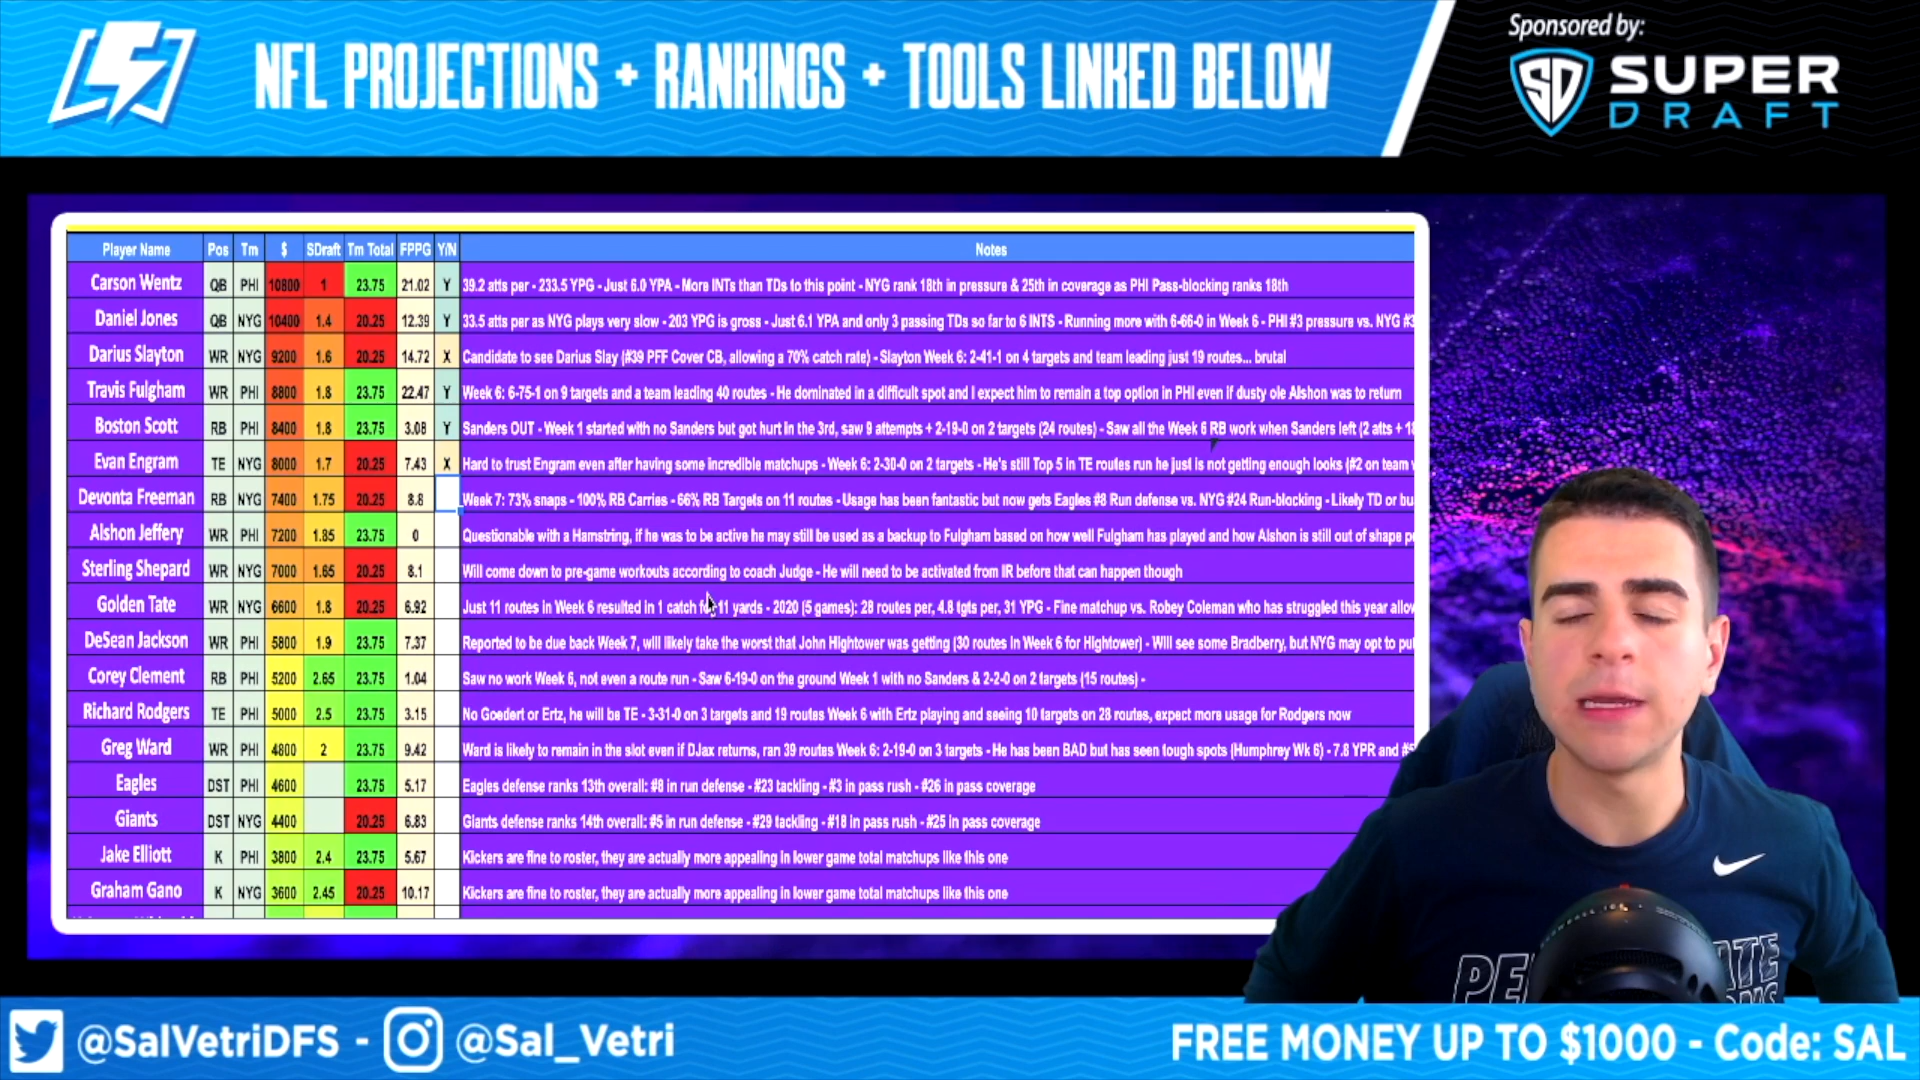 NFL PROJECTIONS + RANKINGS + TOOLS LINKED BELOW
Sponsored by:
SD SUPER
DRAFT
Player Name Pos Tm $ SDraft Tm Total FPPG Y/N Notes
Carson Wentz QB PHI 10800 1 23.75 21.02 Y 39.2 atts per - 233.5 YPG - Just 6.0 YPA - More INTs than TDs to this point - NYG rank 18th in pressure & 25th in coverage as PHI Pass-blocking ranks 18th
Daniel Jones QB NYG 10400 1.4 20.25 12.39 Y 33.5 atts per as NYG plays very slow - 203 YPG is gross - Just 6.1 YPA and only 3 passing TDs so far to 6 INTS - Running more with 6-66-0 in Week 6 - PHI #3 pressure vs. NYG #3
Darius Slayton WR NYG 9200 1.6 20.25 14.72 X Candidate to see Darius Slay (#39 PFF Cover CB, allowing a 70% catch rate) - Slayton Week 6: 2-41-1 on 4 targets and team leading just 19 routes... brutal
Travis Fulgham WR PHI 8800 1.8 23.75 22.47 Y Week 6: 6-75-1 on 9 targets and a team leading 40 routes - He dominated in a difficult spot and I expect him to remain a top option in PHI even if dusty ole Alshon was to return
Boston Scott RB PHI 8400 1.8 23.75 3.08 Y Sanders OUT - Week 1 started with no Sanders but got hurt in the 3rd, saw 9 attempts + 2-19-0 on 2 targets (24 routes) - Saw all the Week 6 RB work when Sanders left (2 atts + 18
Evan Engram TE NYG 8000 1.7 20.25 7.43 X Hard to trust Engram even after having some incredible matchups - Week 6: 2-30-0 on 2 targets - He's still Top 5 in TE routes run he just is not getting enough looks (#2 on team
Devonta Freeman RB NYG 7400 1.75 20.25 8.8 Week 7: 73% snaps - 100% RB Carries - 66% RB Targets on 11 routes - Usage has been fantastic but now gets Eagles #8 Run defense vs. NYG #24 Run-blocking - Likely TD or bu
Alshon Jeffery WR PHI 7200 1.85 23.75 0 Questionable with a Hamstring, if he was to be active he may still be used as a backup to Fulgham based on how well Fulgham has played and how Alshon is still out of shape
Sterling Shepard WR NYG 7000 1.65 20.25 8.1 Will come down to pre-game workouts according to coach Judge - He will need to be activated from IR before that can happen though
Golden Tate WR NYG 6600 1.8 20.25 6.92 Just 11 routes in Week 6 resulted in 1 catch 11 yards - 2020 (5 games): 28 routes per, 4.8 tgts per, 31 YPG - Fine matchup vs. Robey Coleman who has struggled this year allow
DeSean Jackson WR PHI 5800 1.9 23.75 7.37 Reported to be due back Week 7, will likely take the worst that John Hightower was getting (30 routes in Week 6 for Hightower) - Will see some Bradberry, but NYG may opt to put
Corey Clement RB PHI 5200 2.65 23.75 1.04 Saw no work Week 6, not even a route run - Saw 6-19-0 on the ground Week 1 with no Sanders & 2-2-0 on 2 targets (15 routes) -
Richard Rodgers TE PHI 5000 2.5 23.75 3.15 No Goedert or Ertz, he will be TE - 3-31-0 on 3 targets and 19 routes Week 6 with Ertz playing and seeing 10 targets on 28 routes, expect more usage for Rodgers now
Greg Ward WR PHI 4800 2 23.75 9.42 Ward is likely to remain in the slot even if DJax returns, ran 39 routes Week 6: 2-19-0 on 3 targets - He has been BAD but has seen tough spots (Humphrey Wk 6) - 7.8 YPR and #5
Eagles DST PHI 4600 23.75 5.17 Eagles defense ranks 13th overall: #8 in run defense - #23 tackling - #3 in pass rush - #26 in pass coverage
Giants DST NYG 4400 20.25 6.83 Giants defense ranks 14th overall: #5 in run defense - #29 tackling - #18 in pass rush - #25 in pass coverage
Jake Elliott K PHI 3800 2.4 23.75 5.67 Kickers are fine to roster, they are actually more appealing in lower game total matchups like this one
Graham Gano K NYG 3600 2.45 20.25 10.17 Kickers are fine to roster, they are actually more appealing in lower game total matchups like this one
@SalVetriDFS - @Sal_Vetri
FREE MONEY UP TO $1000 - Code: SAL